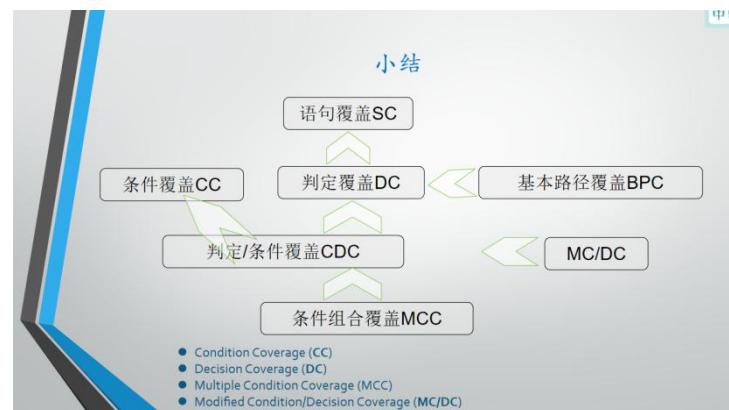 小结
语句覆盖SC
条件覆盖CC
判定覆盖DC
基本路径覆盖BPC
判定/条件覆盖CDC
MC/DC
条件组合覆盖MCC
Condition Coverage (CC)
Decision Coverage (DC)
Multiple Condition Coverage (MCC)
Modified Condition/Decision Coverage (MC/DC)